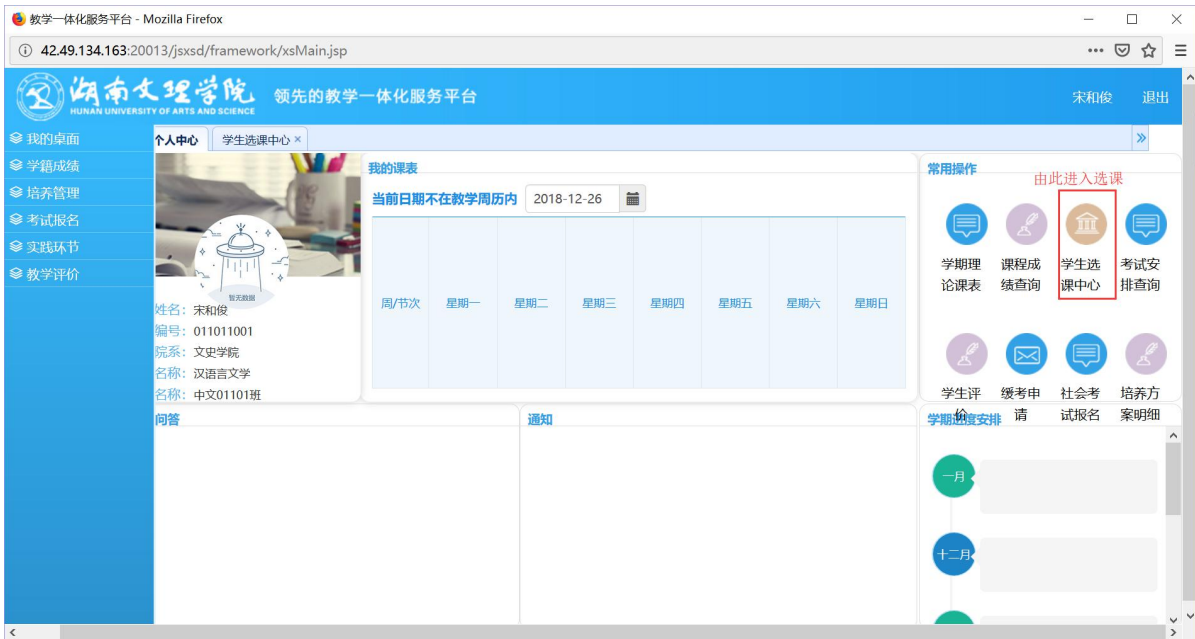 教学一体化服务平台 - Mozilla Firefox
42.49.134.163:20013/jsxsd/framework/xsMain.jsp
湖南文理学院
HUNAN UNIVERSITY OF ARTS AND SCIENCE
领先的教学一体化服务平台
宋和俊 退出
我的桌面
学籍成绩
培养管理
考试报名
实践环节
教学评价
个人中心 学生选课中心 ×
暂无数据
姓名：宋和俊
编号：011011001
院系：文史学院
名称：汉语言文学
名称：中文01101班
我的课表
当前日期不在教学周历内 2018-12-26
周/节次 星期一 星期二 星期三 星期四 星期五 星期六 星期日
常用操作
由此进入选课
学期理
论课表
课程成
绩查询
学生选
课中心
考试安
排查询
学生评
价
缓考申
请
社会考
试报名
培养方
案明细
问答
通知
学期进度安排
一月
十二月